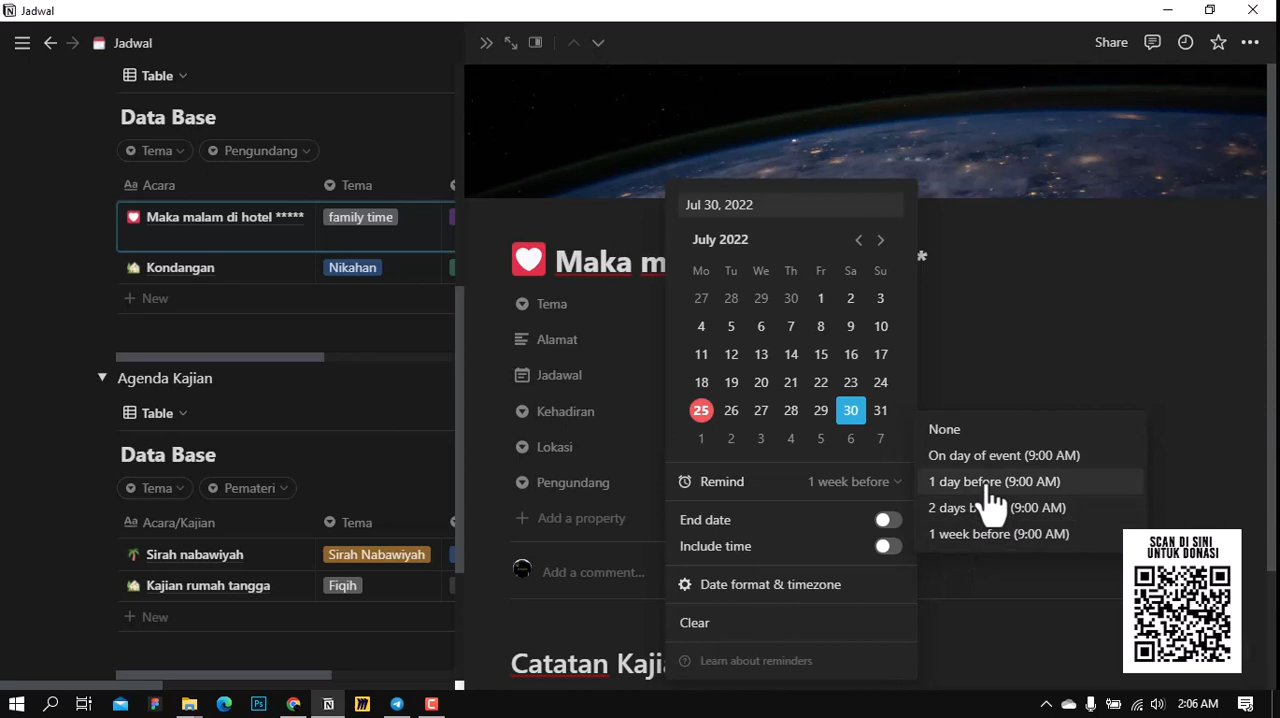 Jadwal
Jadwal
Share
Table
Data Base
Tema
Pengundang
Aa Acara
Tema
Maka malam di hotel *****
family time
Kondangan
Nikahan
New
Agenda Kajian
Table
Data Base
Tema
Pemateri
Aa Acara/Kajian
Tema
Sirah nabawiyah
Sirah Nabawiyah
Kajian rumah tangga
Fiqih
New
Maka m
*
Tema
Alamat
Jadawal
Kehadiran
Lokasi
Pengundang
Add a property
Add a comment...
Catatan Kaji
Jul 30, 2022
July 2022
Mo Tu We Th Fr Sa Su
27 28 29 30 1 2 3
4 5 6 7 8 9 10
11 12 13 14 15 16 17
18 19 20 21 22 23 24
25 26 27 28 29 30 31
1 2 3 4 5 6 7
Remind 1 week before
End date
Include time
Date format & timezone
Clear
Learn about reminders
None
On day of event (9:00 AM)
1 day before (9:00 AM)
2 days b (9:00 AM)
1 week before (9:00 AM)
SCAN DI SINI
UNTUK DONASI
2:06 AM